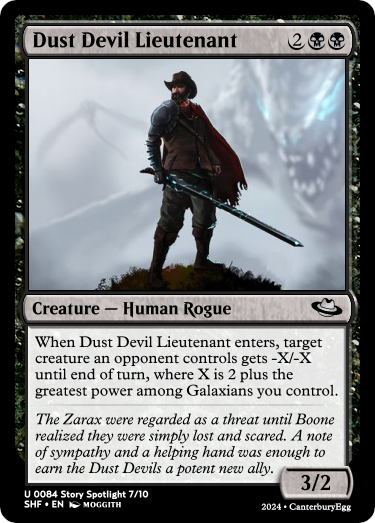 Dust Devil Lieutenant 2
Creature — Human Rogue
When Dust Devil Lieutenant enters, target
creature an opponent controls gets -X/-X
until end of turn, where X is 2 plus the
greatest power among Galaxians you control.
The Zarax were regarded as a threat until Boone
realized they were simply lost and scared. A note
of sympathy and a helping hand was enough to
earn the Dust Devils a potent new ally.
3/2
U 0084 Story Spotlight 7/10
SHF • EN MOGGITH
2024 • CanterburyEgg